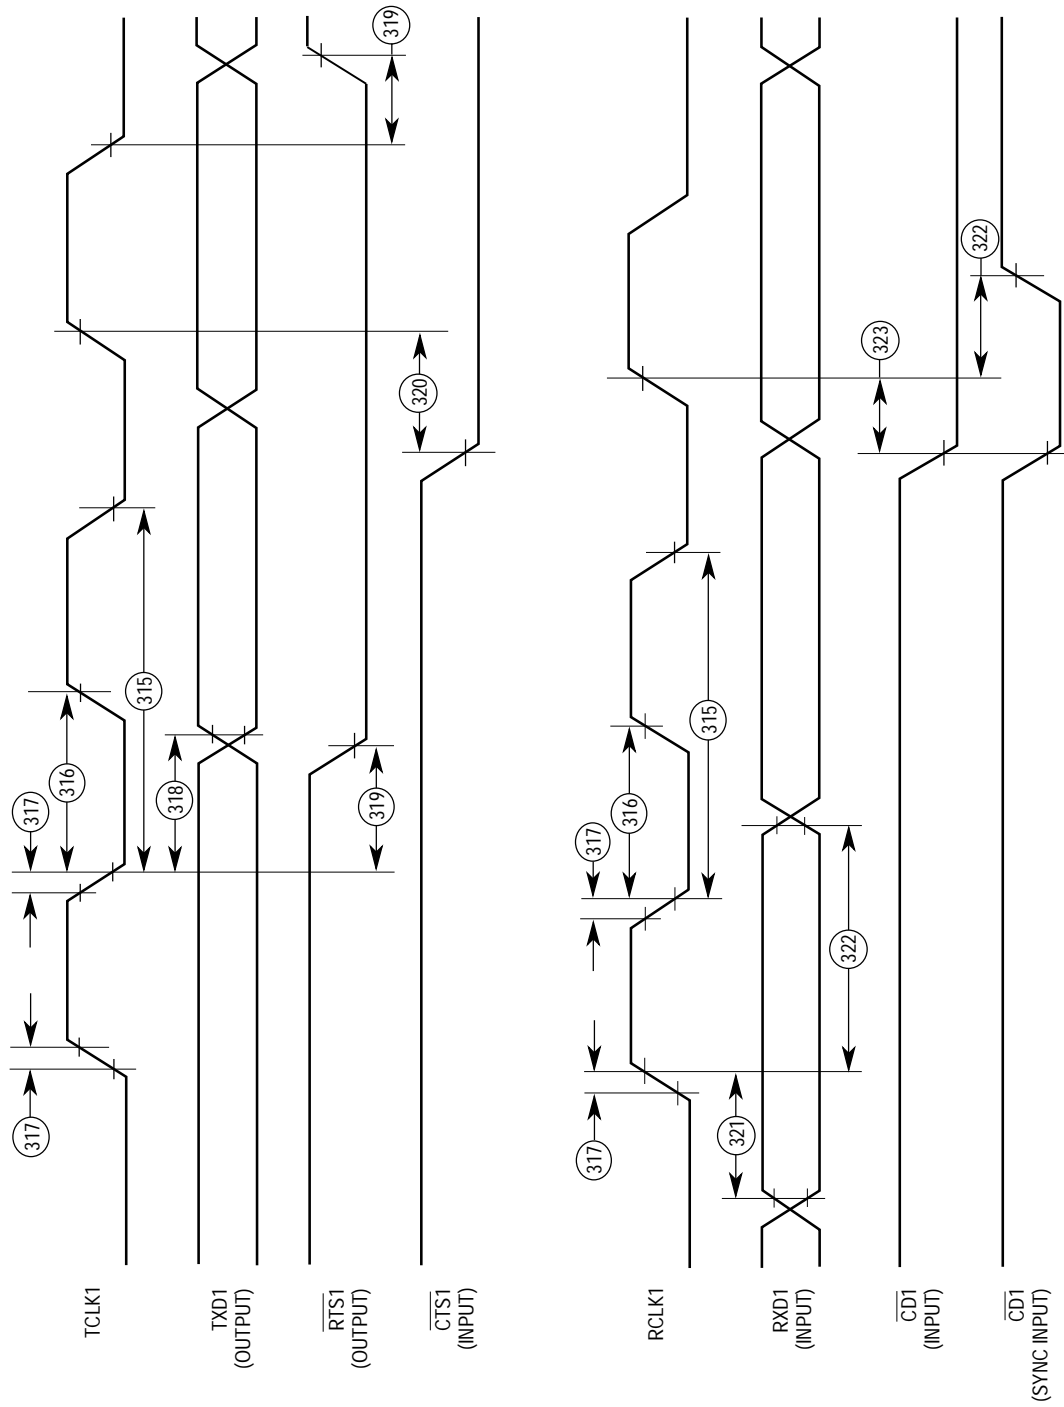 317
317
316
315
TCLK1
318
TXD1
(OUTPUT)
319
319
RTS1
(OUTPUT)
320
CTS1
(INPUT)
317
317
316
315
RCLK1
321
322
RXD1
(INPUT)
323
CD1
(INPUT)
322
CD1
(SYNC INPUT)